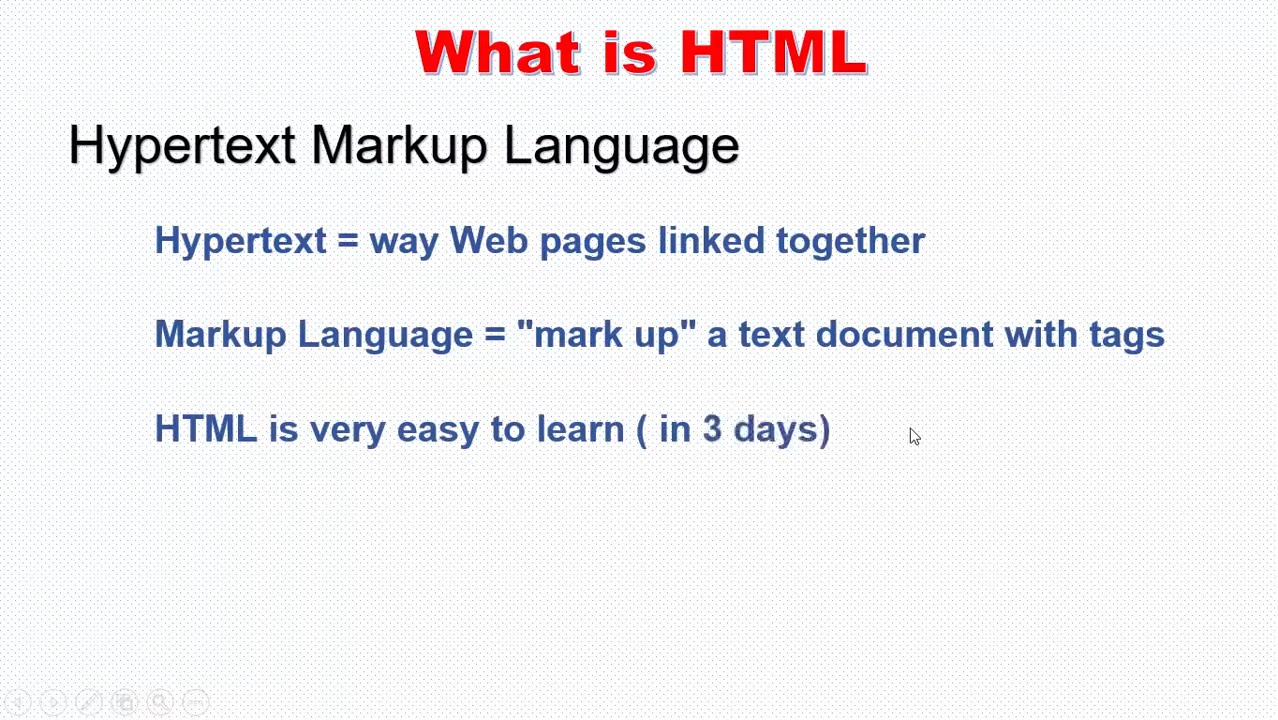 What is HTML
Hypertext Markup Language
Hypertext = way Web pages linked together
Markup Language = "mark up" a text document with tags
HTML is very easy to learn ( in 3 days)